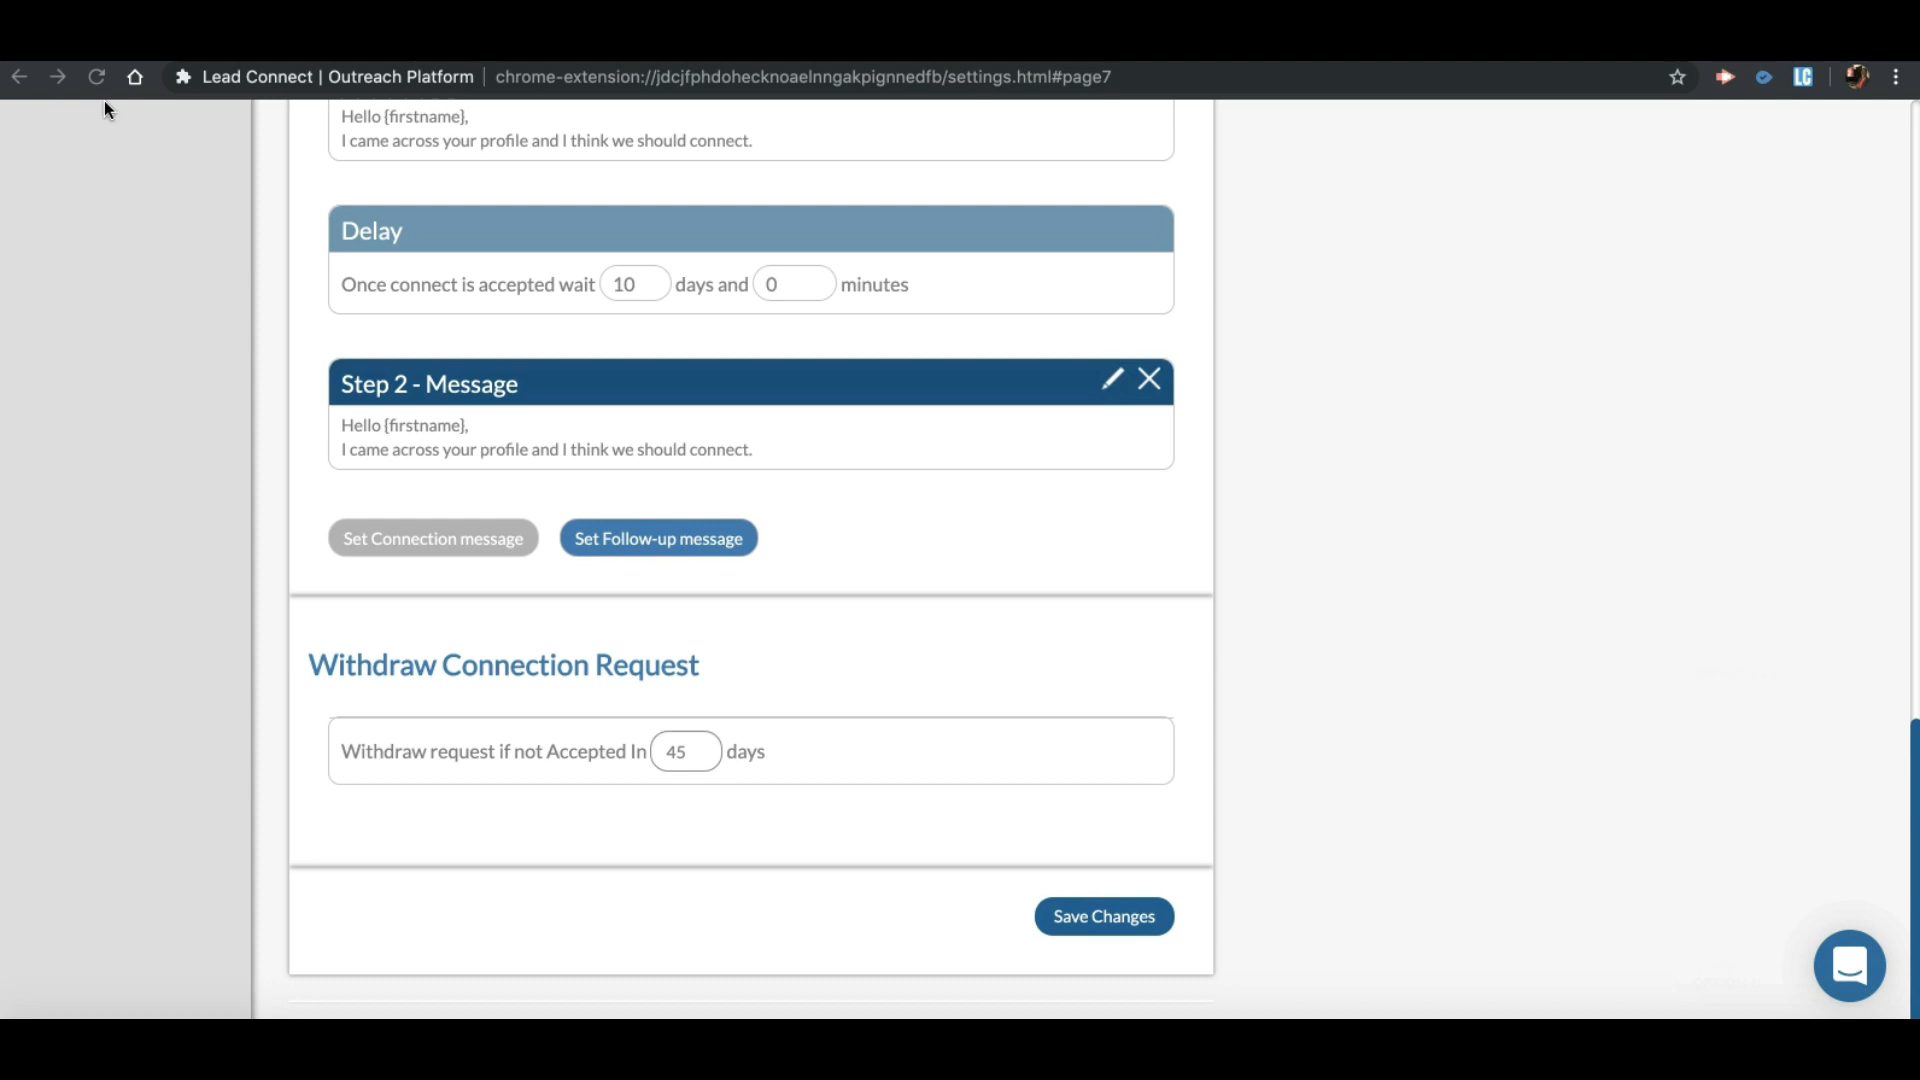 Lead Connect | Outreach Platform chrome-extension://jdcjfphdohecknoaelnngakpignnedfb/settings.html#page7
LC
Hello {firstname},
I came across your profile and I think we should connect.
Delay
Once connect is accepted wait 10 days and 0 minutes
Step 2 - Message
Hello {firstname},
I came across your profile and I think we should connect.
Set Connection message Set Follow-up message
Withdraw Connection Request
Withdraw request if not Accepted In 45 days
Save Changes